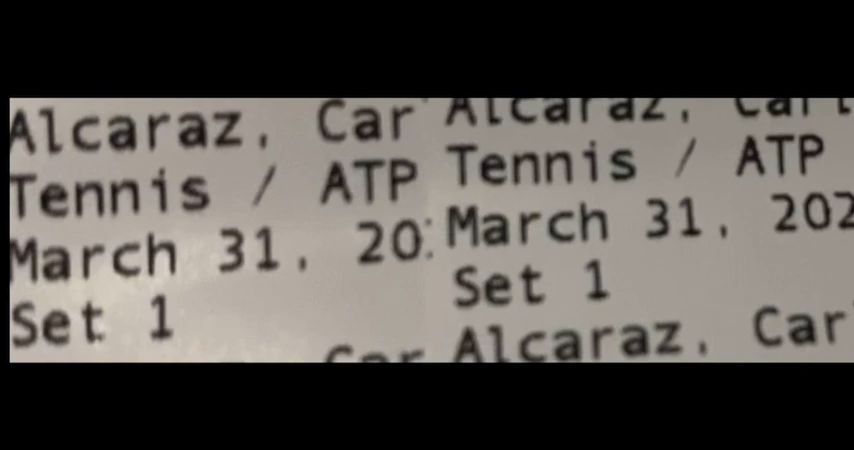 Alcaraz, Car
Tennis / ATP
March 31, 20
Set 1
Car
Alcaraz, Car
Tennis / ATP
March 31, 202
Set 1
Alcaraz, Car